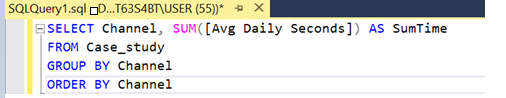 SQLQuery1.sql - D...T63S4BT\USER (55))*
SELECT Channel, SUM([Avg Daily Seconds]) AS SumTime
FROM Case_study
GROUP BY Channel
ORDER BY Channel